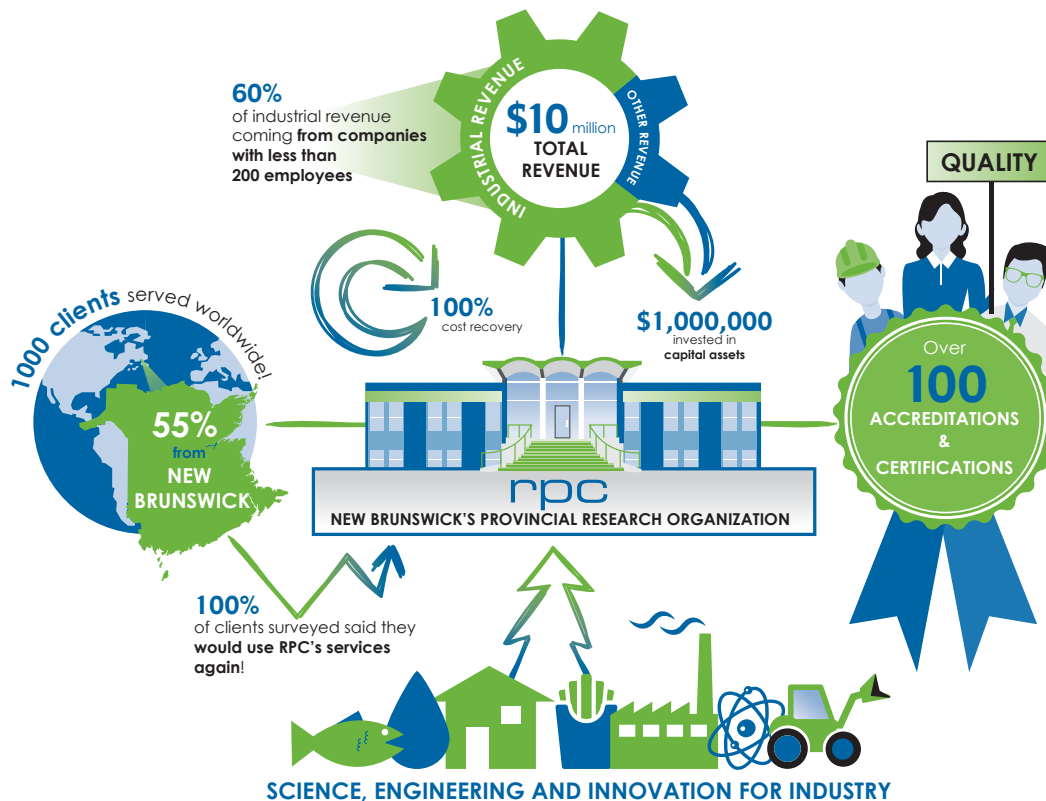 60%
of industrial revenue
coming from companies
with less than
200 employees
INDUSTRIAL REVENUE
$10 million
TOTAL
REVENUE
OTHER REVENUE
QUALITY
100%
cost recovery
$1,000,000
invested in
capital assets
1000 clients served worldwide!
55%
from
NEW
BRUNSWICK
Over
100
ACCREDITATIONS
&
CERTIFICATIONS
rpc
NEW BRUNSWICK'S PROVINCIAL RESEARCH ORGANIZATION
100%
of clients surveyed said they
would use RPC's services
again!
SCIENCE, ENGINEERING AND INNOVATION FOR INDUSTRY